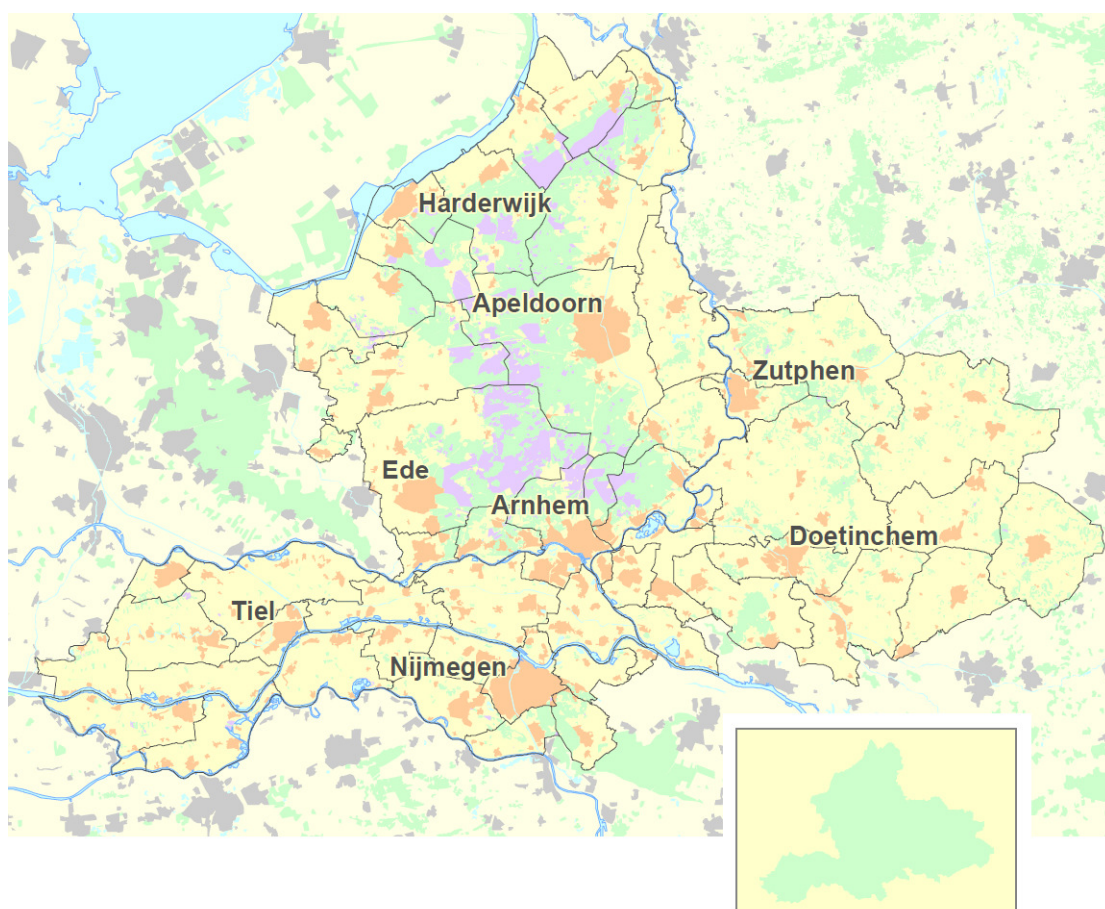 Harderwijk
Apeldoorn
Zutphen
Ede
Arnhem
Doetinchem
Tiel
Nijmegen